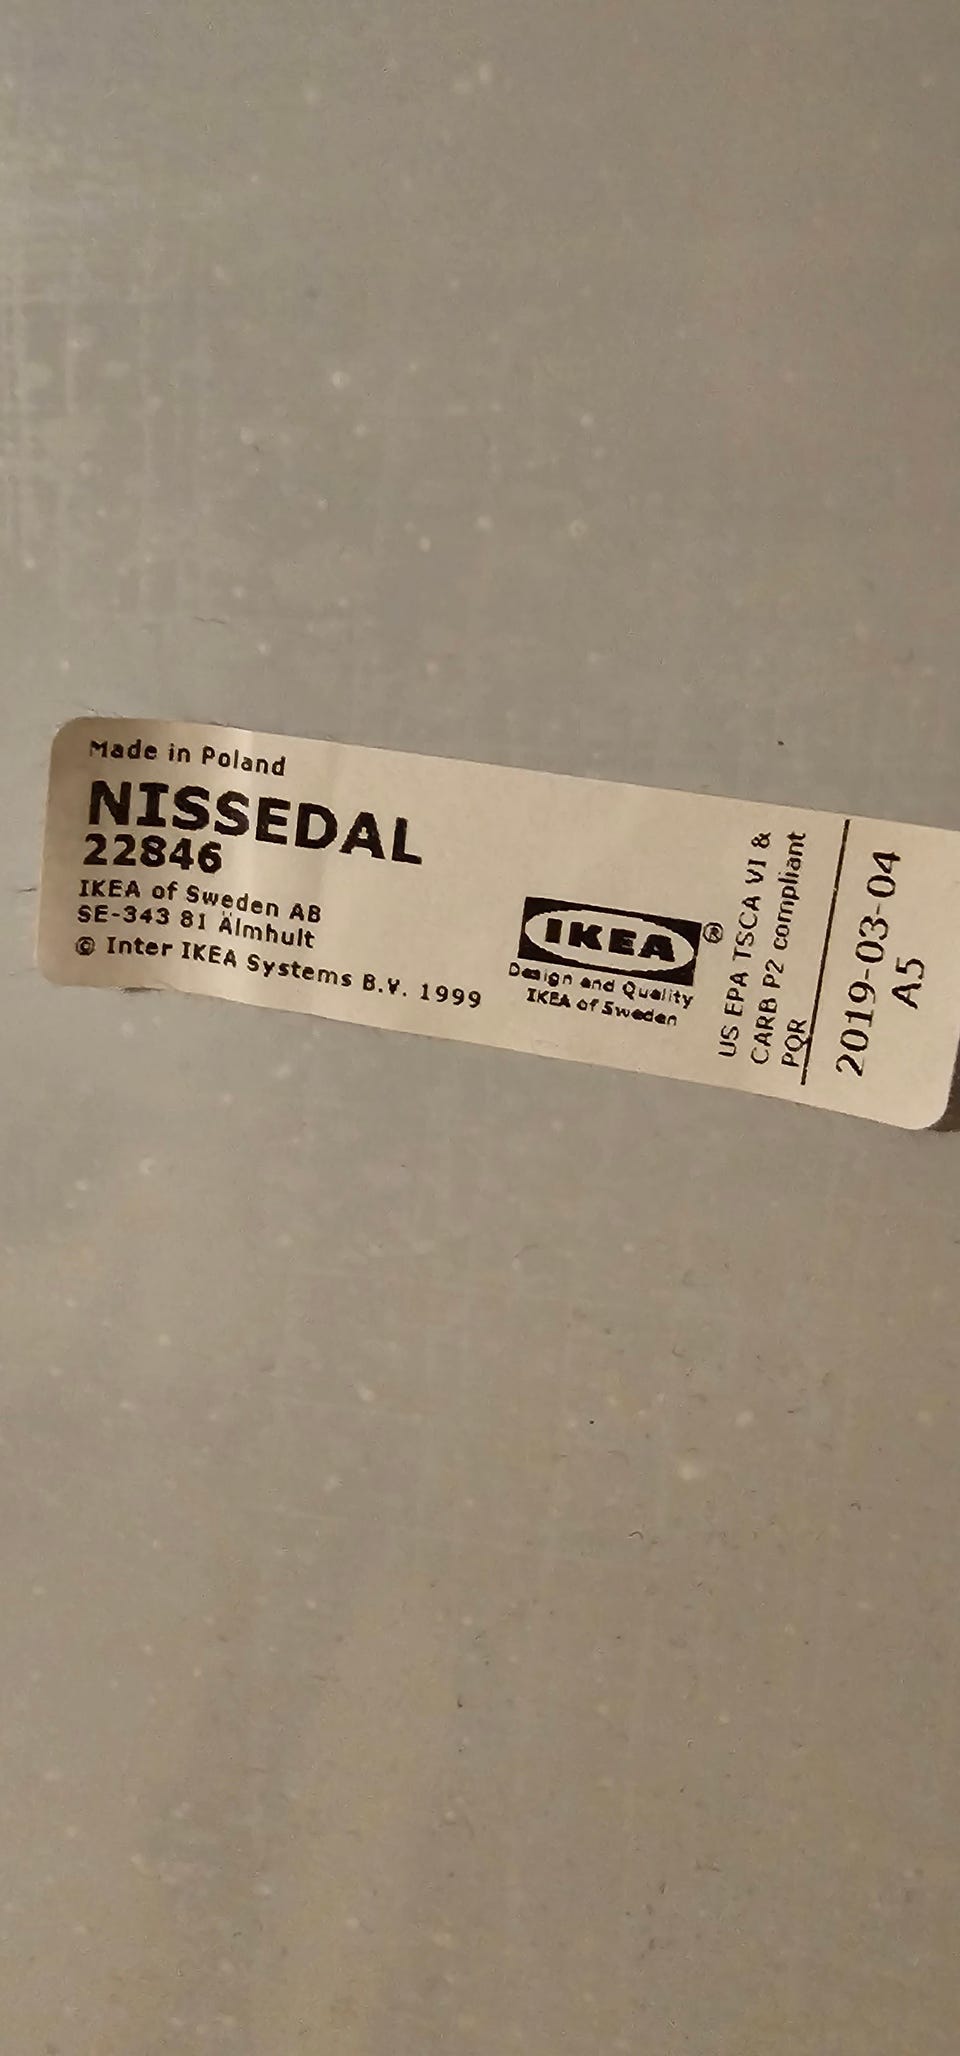 Made in Poland
NISSEDAL
22846
IKEA of Sweden AB
SE-343 81 Älmhult
© Inter IKEA Systems B.V. 1999
IKEA®
Design and Quality
IKEA of Sweden
US EPA TSCA VI &
CARB P2 compliant
PQR
2019-03-04
A5